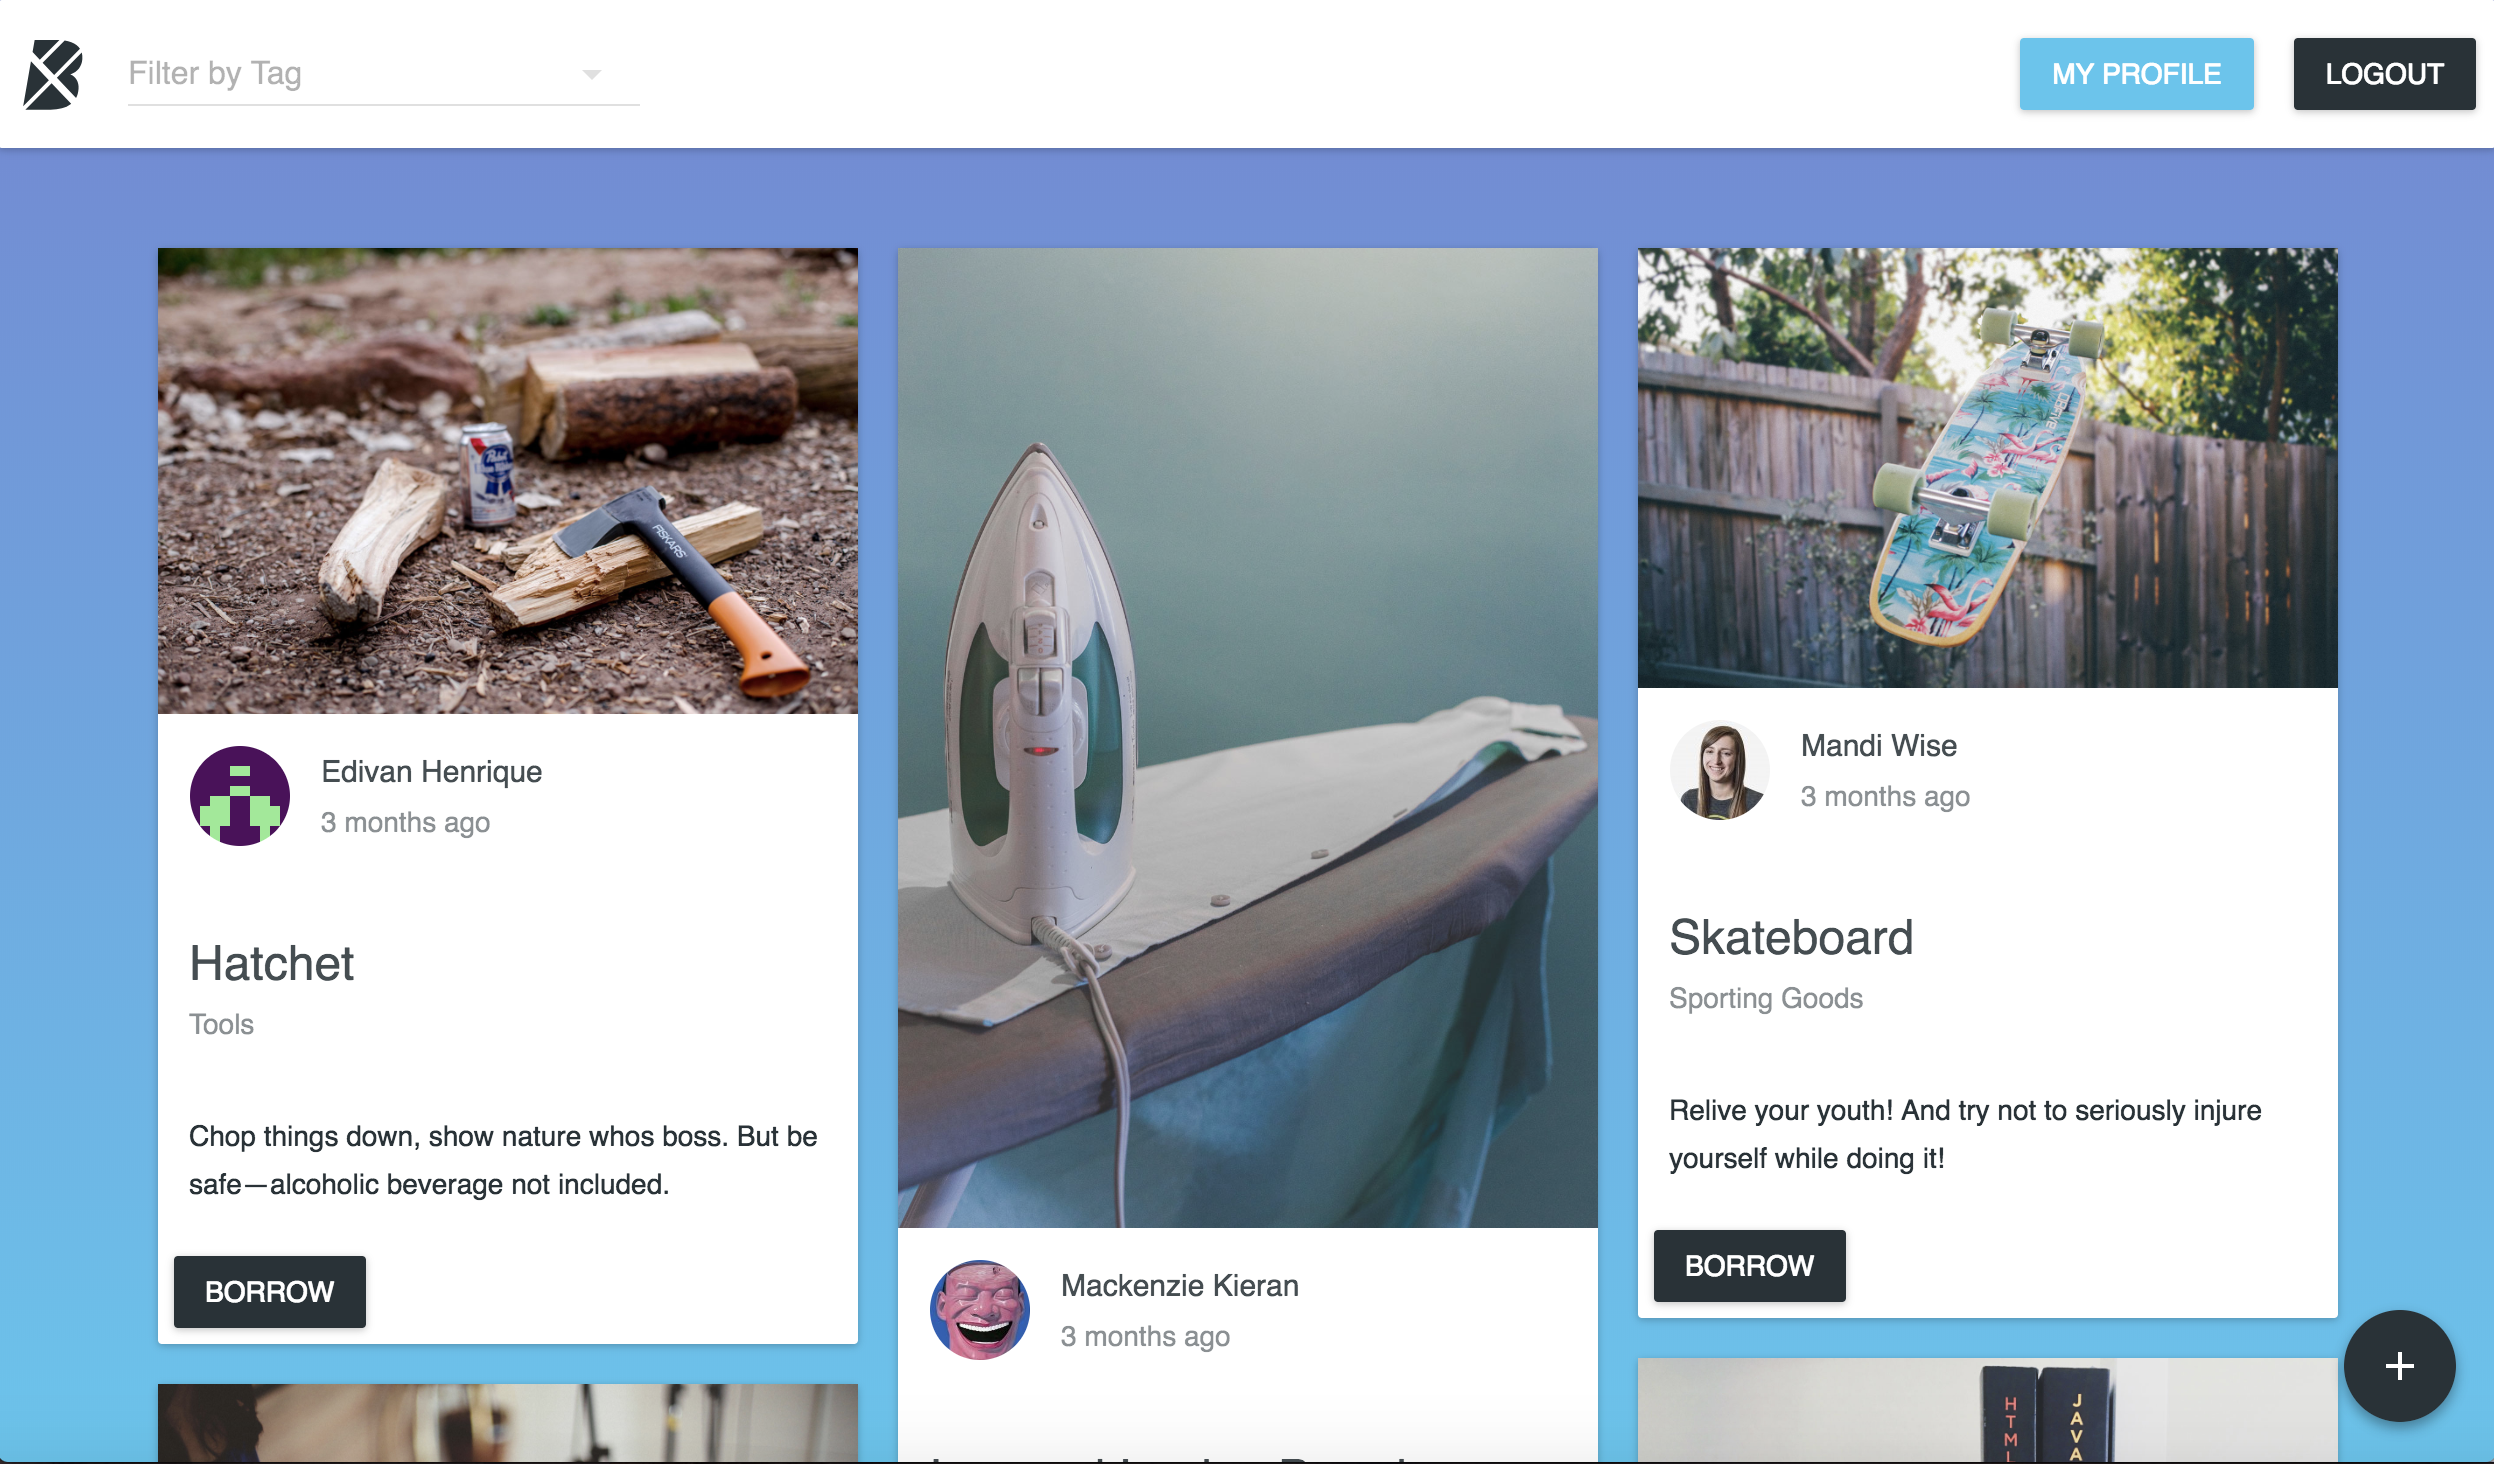 Filter by Tag
MY PROFILE
LOGOUT
Pabst
FISKARS
Edivan Henrique
3 months ago
Hatchet
Tools
Chop things down, show nature whos boss. But be
safe—alcoholic beverage not included.
BORROW
Mackenzie Kieran
3 months ago
Mandi Wise
3 months ago
Skateboard
Sporting Goods
Relive your youth! And try not to seriously injure
yourself while doing it!
BORROW
HTML
JAVA